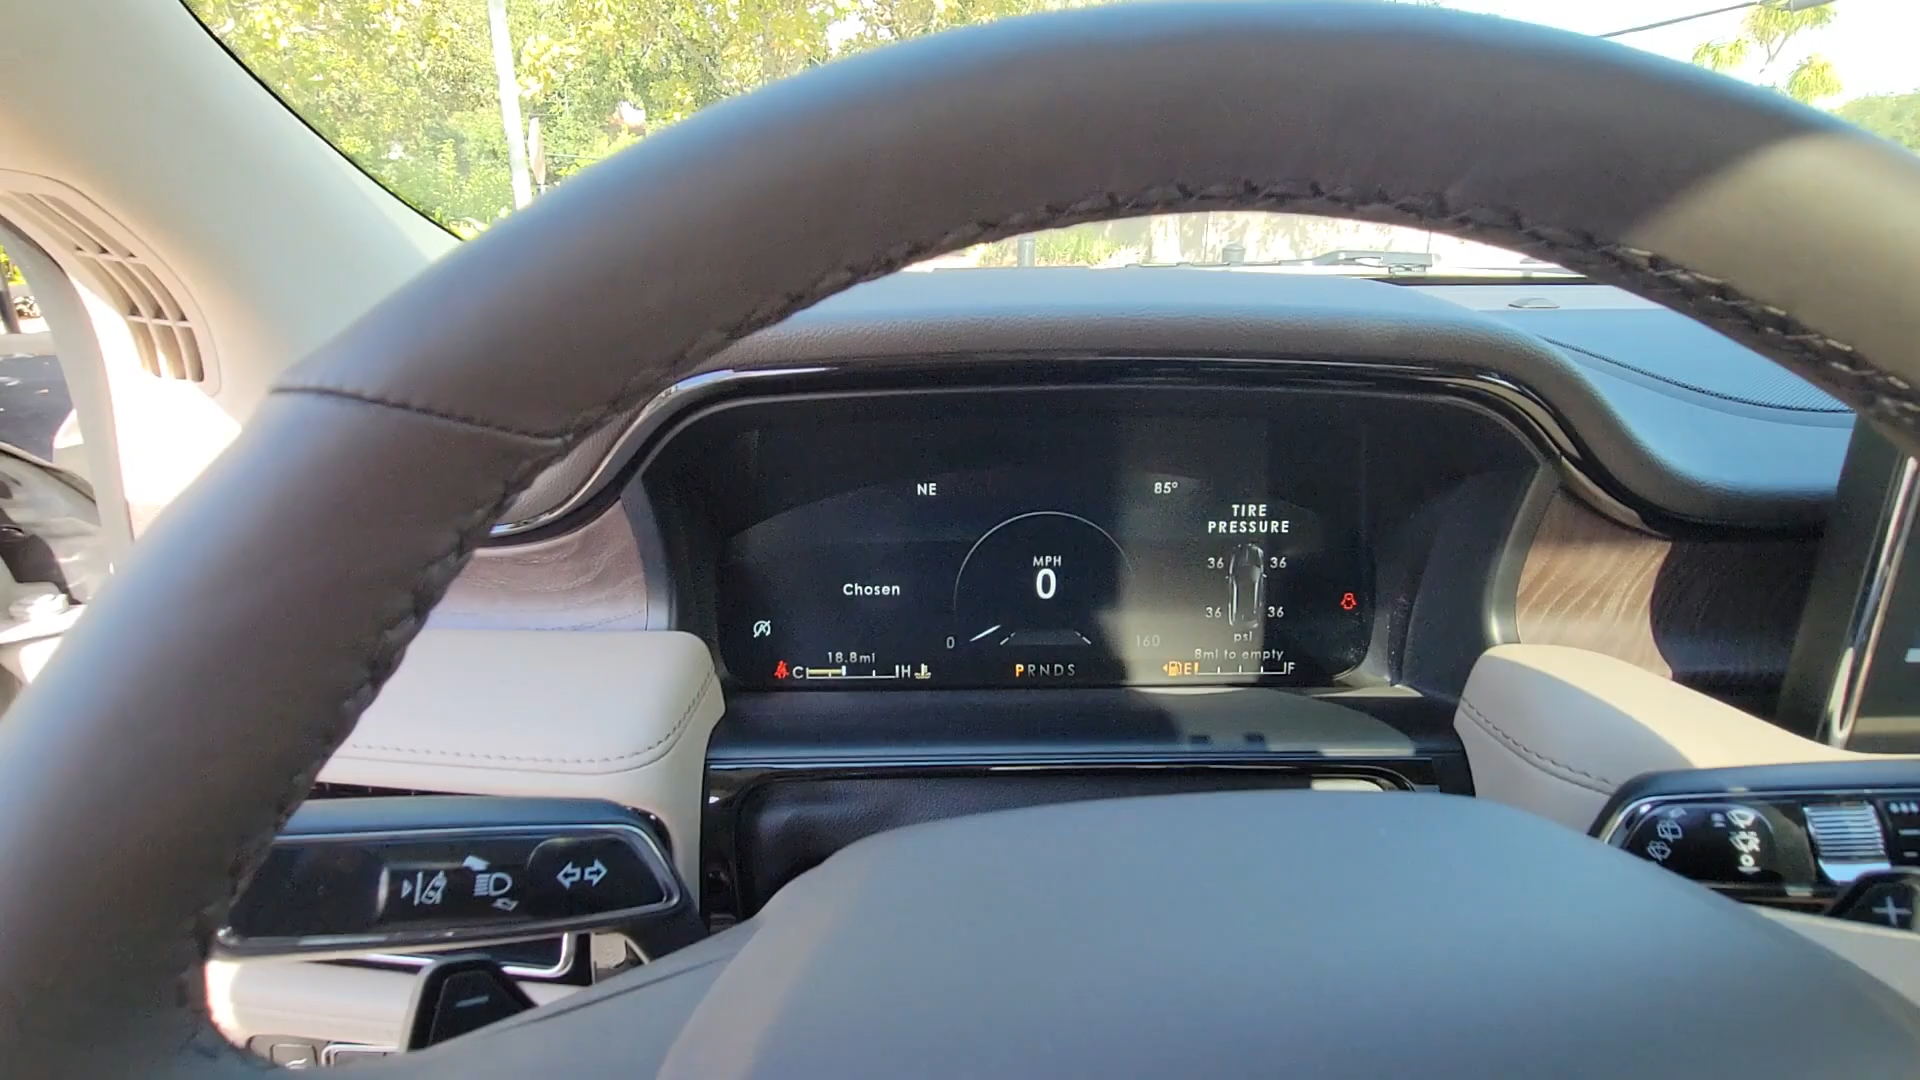 NE
85°
TIRE
PRESSURE
MPH
36 36
0
Chosen
36 36
psi
0
160
18.8mi
8mi to empty
C H
PRNDS
E F